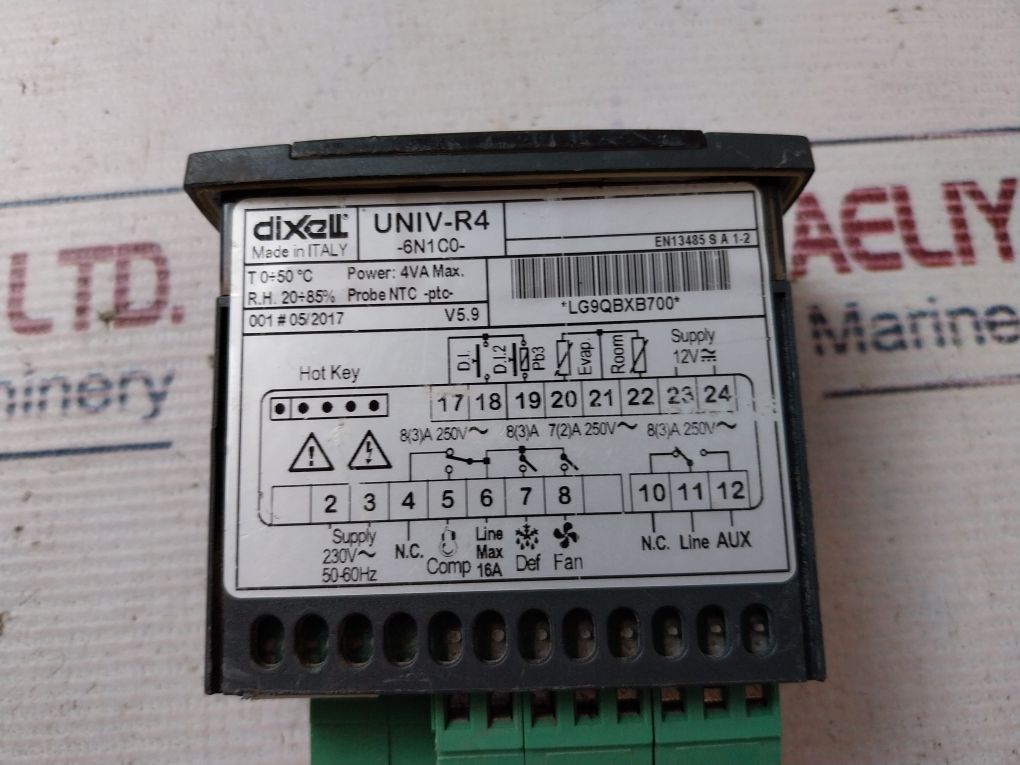 dixell
Made in ITALY
UNIV-R4
-6N1C0-
EN13485 S A 1-2
T 0÷50 °C Power: 4VA Max.
R.H. 20÷85% Probe NTC -ptc-
001 # 05/2017 V5.9
*LG9QBXB700*
D.I. D.I.2 Pb3 Evap. Room
Supply
12V
Hot Key
17 18 19 20 21 22 23 24
8(3)A 250V~ 8(3)A 7(2)A 250V~ 8(3)A 250V~
2 3 4 5 6 7 8 10 11 12
Supply
230V~
50-60Hz
N.C.
Comp
Line
Max
16A
Def
Fan
N.C. Line AUX
LTD.
hinery
AELIY
Marine